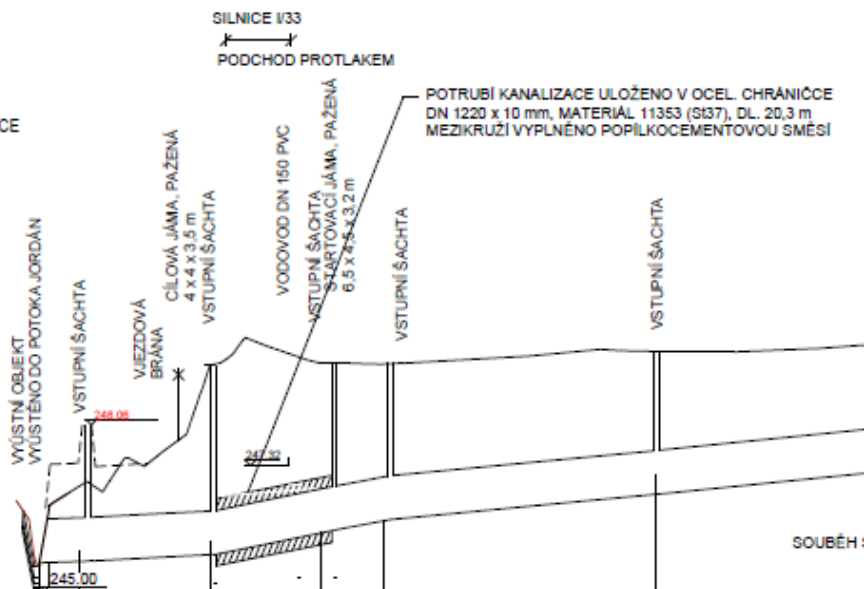 SILNICE I/33
PODCHOD PROTLAKEM
POTRUBÍ KANALIZACE ULOŽENO V OCEL. CHRÁNIČCE
DN 1220 x 10 mm, MATERIÁL 11353 (St37), DL. 20,3 m
MEZIKRUŽÍ VYPLNĚNO POPÍLKOCEMENTOVOU SMĚSÍ
CE
VÝÚSTNÍ OBJEKT
VYÚSTĚNO DO POTOKA JORDÁN
VSTUPNÍ ŠACHTA
VJEZDOVÁ
BRÁNA
CÍLOVÁ JÁMA, PAŽENÁ
4 x 4 x 3,5 m
VSTUPNÍ ŠACHTA
VODOVOD DN 150 PVC
VSTUPNÍ ŠACHTA
STARTOVACÍ JÁMA, PAŽENÁ
6,5 x 4,5 x 3,2 m
VSTUPNÍ ŠACHTA
VSTUPNÍ ŠACHTA
248.06
247.32
245.00
SOUBĚH S